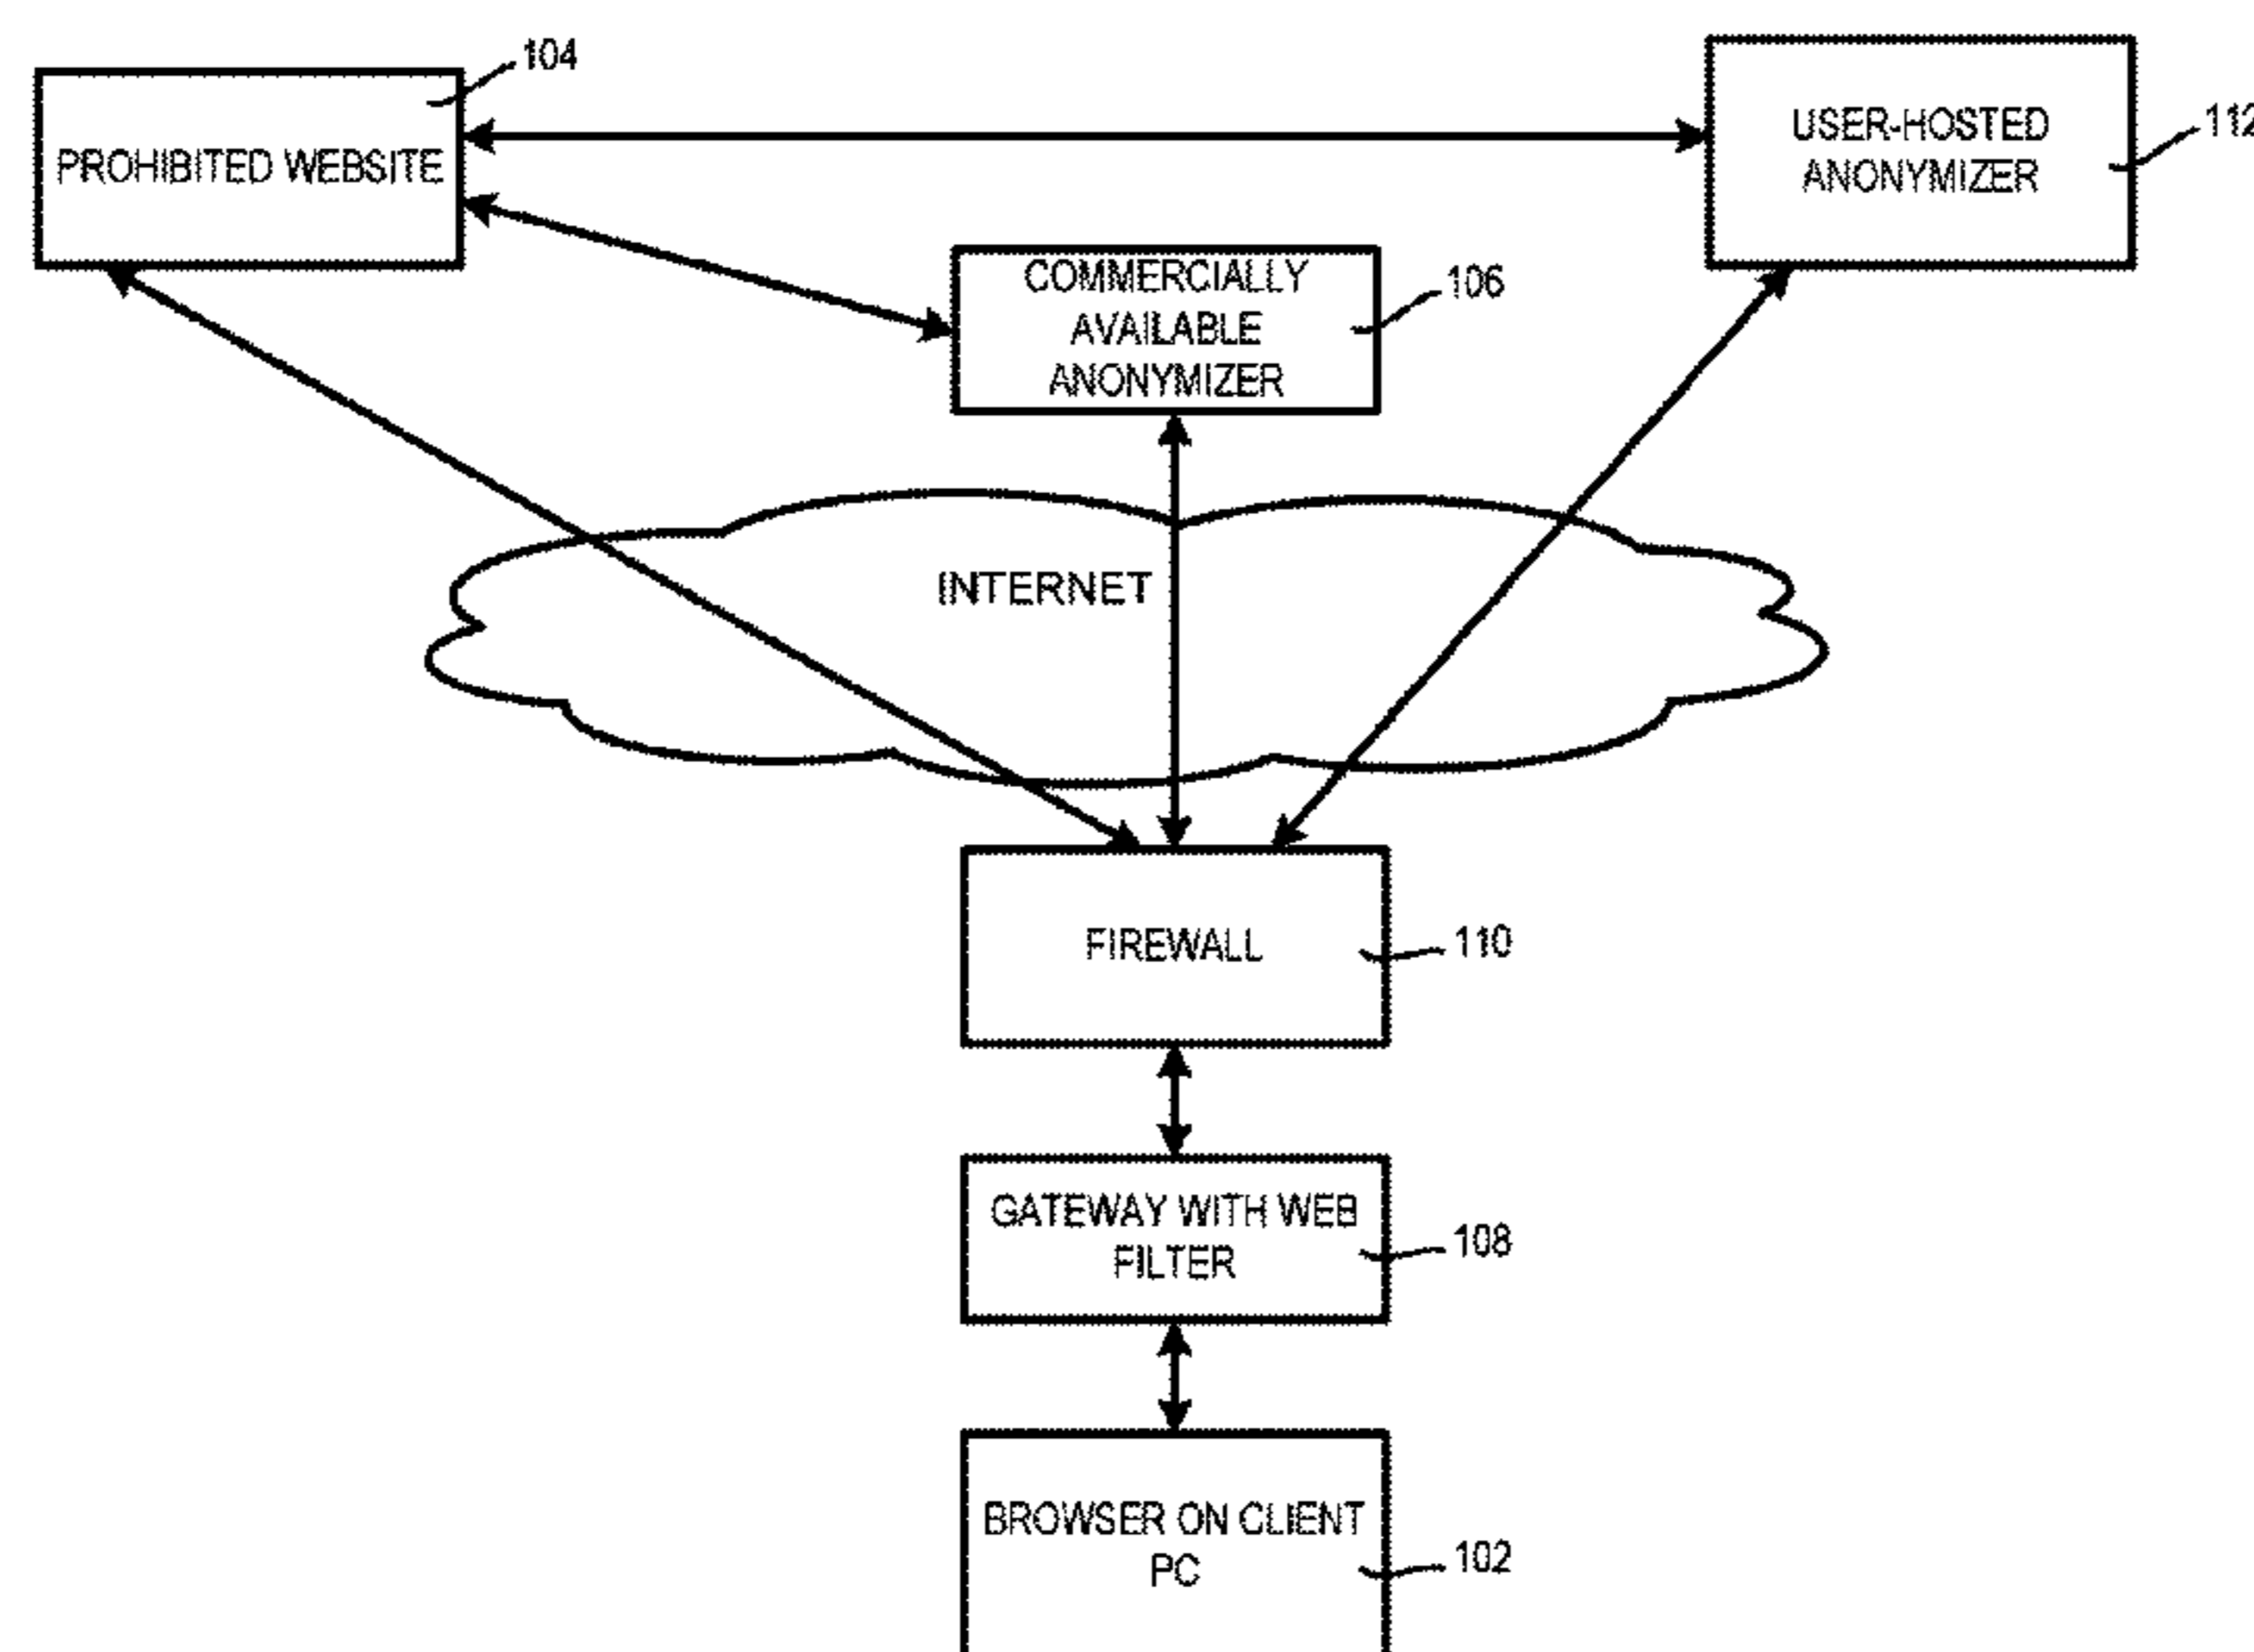 104
PROHIBITED WEBSITE
USER-HOSTED
ANONYMIZER
112
COMMERCIALLY
AVAILABLE
ANONYMIZER
106
INTERNET
FIREWALL
110
GATEWAY WITH WEB
FILTER
108
BROWSER ON CLIENT
PC
102